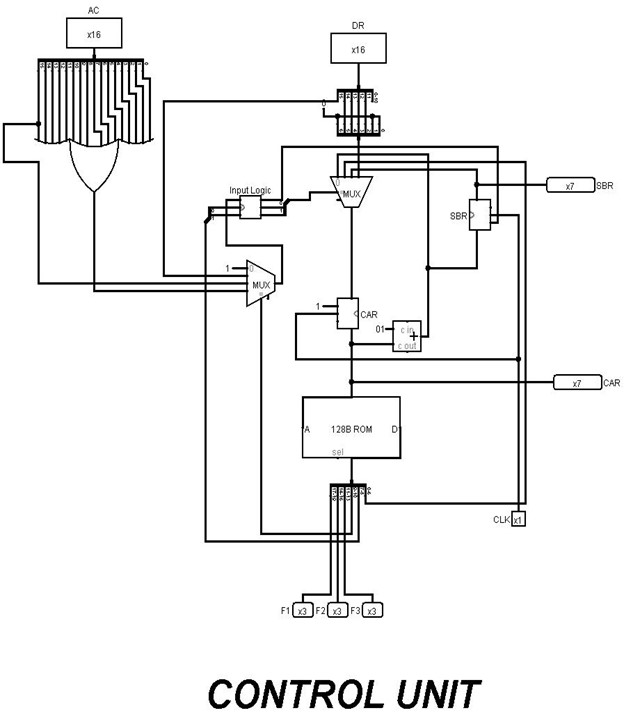 AC
DR
x16
x16
0
Input Logic
0
MUX
x7
SBR
SBR
1
0
MUX
1
CAR
01
c in
+
c out
x7
CAR
A
128B ROM
D
sel
CLK
x1
F1
x3
F2
x3
F3
x3
CONTROL UNIT